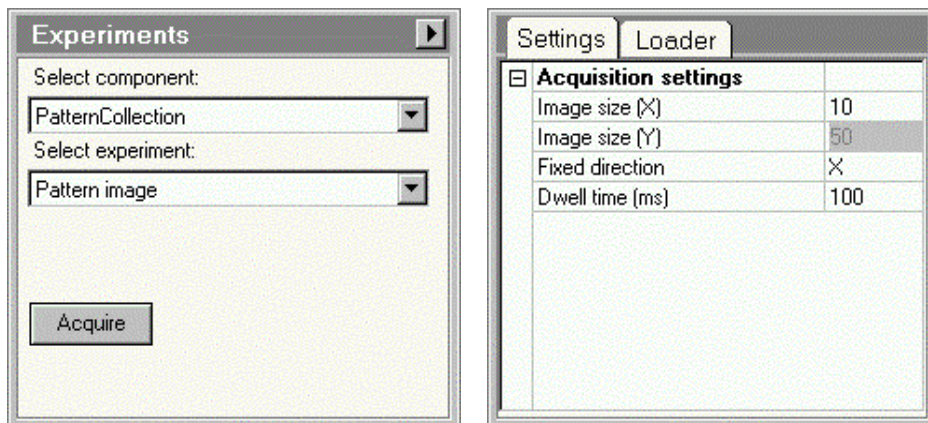 Experiments
Select component:
PatternCollection
Select experiment:
Pattern image
Acquire
Settings Loader
Acquisition settings
Image size (X) 10
Image size (Y) 50
Fixed direction X
Dwell time (ms) 100